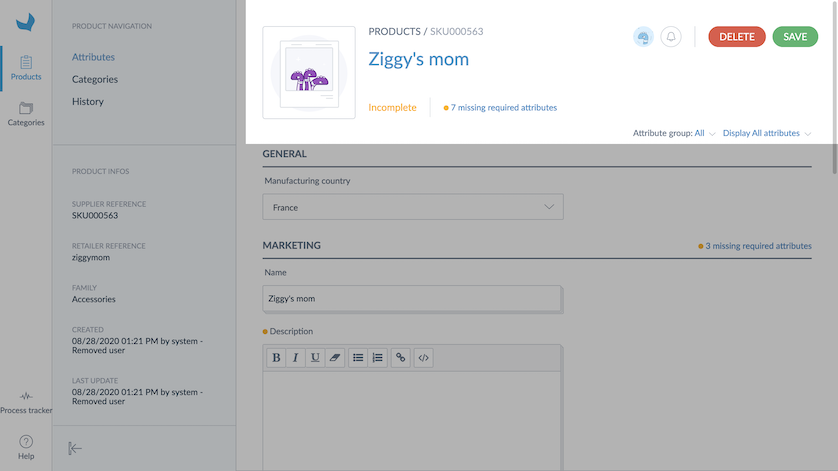 PRODUCT NAVIGATION
Attributes
Categories
History
Products
Categories
PRODUCT INFOS
SUPPLIER REFERENCE
SKU000563
RETAILER REFERENCE
ziggymom
FAMILY
Accessories
CREATED
08/28/2020 01:21 PM by system -
Removed user
LAST UPDATE
08/28/2020 01:21 PM by system -
Removed user
Process tracker
Help
PRODUCTS / SKU000563
Ziggy's mom
DELETE
SAVE
Incomplete
7 missing required attributes
Attribute group: All
Display All attributes
GENERAL
Manufacturing country
France
MARKETING
3 missing required attributes
Name
Ziggy's mom
Description
B I U </>